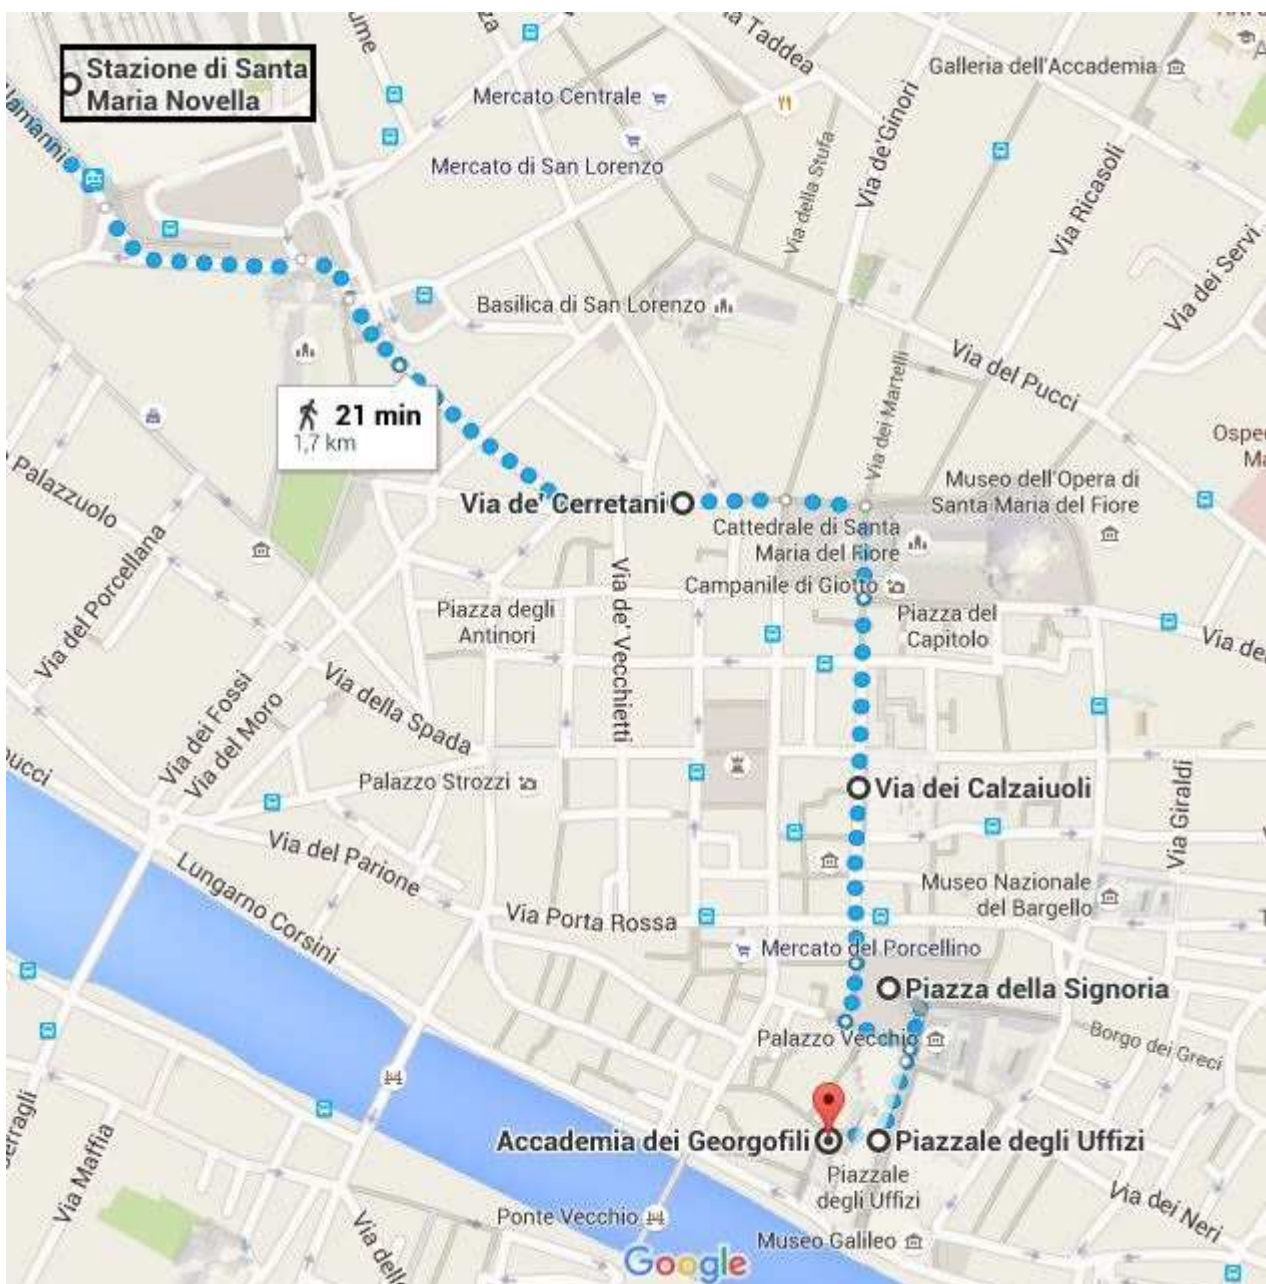 Via Taddea
Galleria dell'Accademia
Stazione di Santa
Maria Novella
Mercato Centrale
Via de'Ginori
Via della Stufa
Mercato di San Lorenzo
Via Ricasoli
Via dei Servi
Basilica di San Lorenzo
Via del Pucci
Via dei Martelli
21 min
1,7 km
Palazzuolo
Via de' Cerretani
Museo dell'Opera di
Santa Maria del Fiore
Cattedrale di Santa
Maria del Fiore
Campanile di Giotto
Via del Porcellana
Piazza degli
Antinori
Via de' Vecchietti
Piazza del
Capitolo
Via de
Via dei Fossi
Via del Moro
Via della Spada
Palazzo Strozzi
Via dei Calzaiuoli
Via Giraldi
Via del Parione
Lungarno Corsini
Via Porta Rossa
Museo Nazionale
del Bargello
Mercato del Porcellino
Piazza della Signoria
Palazzo Vecchio
Borgo dei Greci
Via Maffia
Accademia dei Georgofili
Piazzale degli Uffizi
Piazzale
degli Uffizi
Via dei Neri
Ponte Vecchio
Museo Galileo
Google